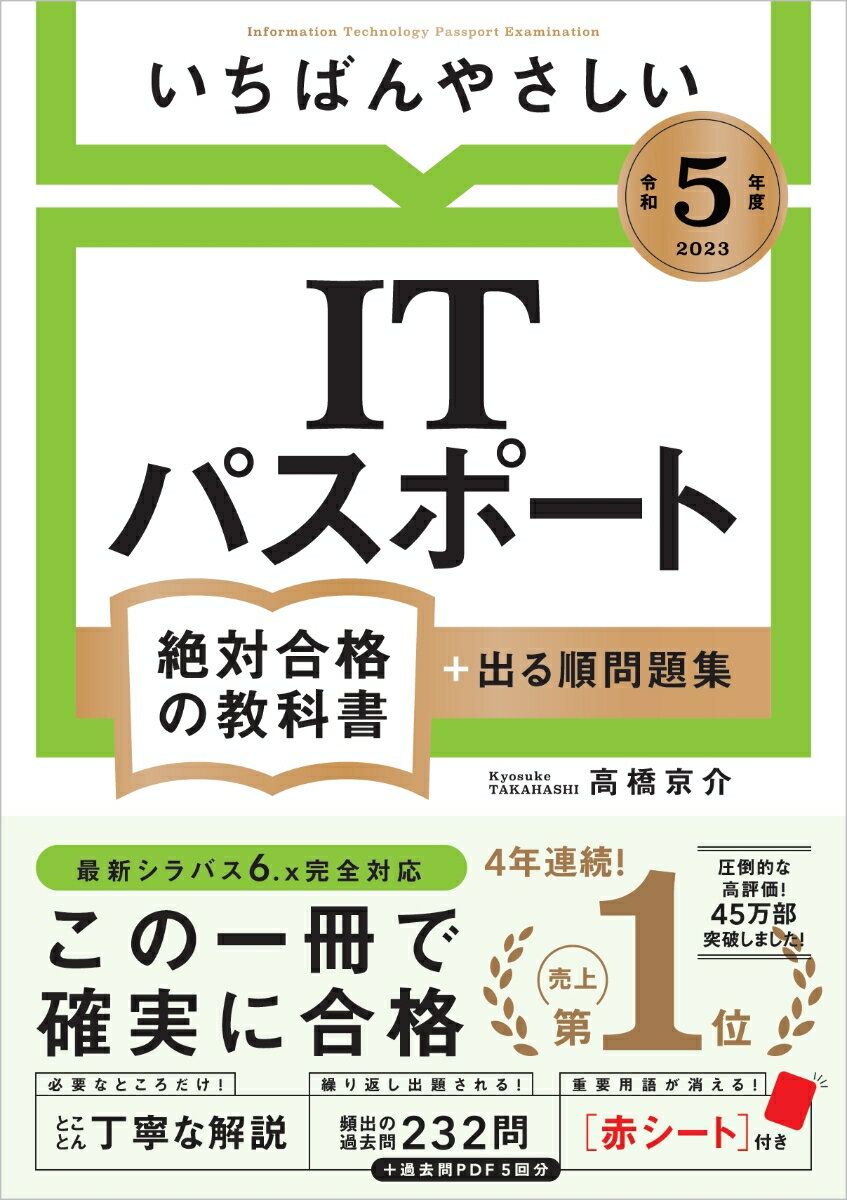 Information Technology Passport Examination
いちばんやさしい
令和
5
年度
2023
IT
パスポート
絶対合格
の教科書
+出る順問題集
Kyosuke
TAKAHASHI
高橋京介
最新シラバス6.x完全対応
この一冊で
確実に合格
4年連続!
売上
第1位
圧倒的な
高評価!
45万部
突破しました!
必要なところだけ!
とこ
とん
丁寧な解説
繰り返し出題される!
頻出の
過去問
232問
+過去問PDF5回分
重要用語が消える!
[赤シート]付き